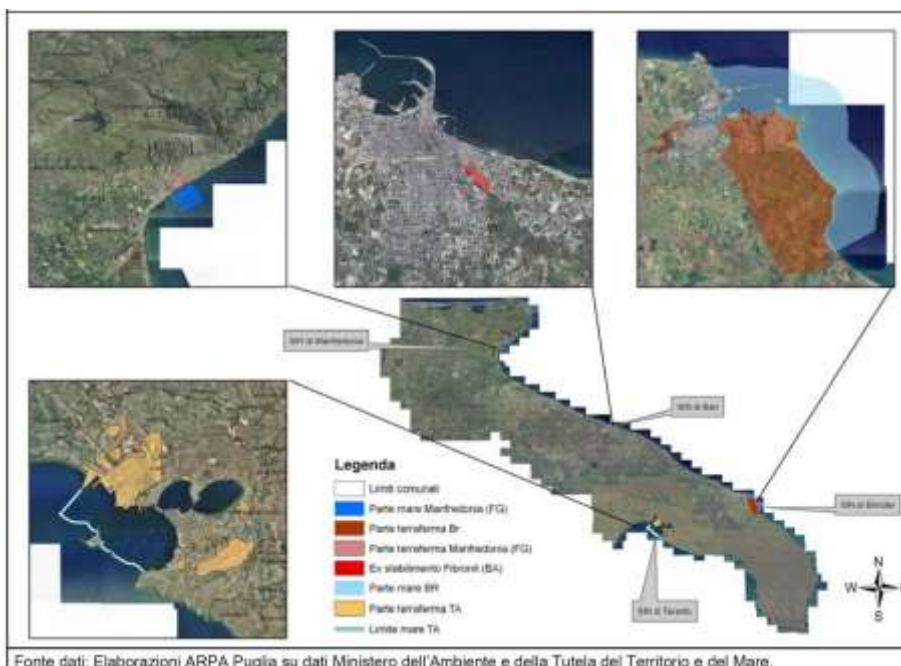 SIN di Manfredonia
SIN di Bari
SIN di Brindisi
SIN di Taranto
Legenda
Limiti comunali
Parte mare Manfredonia (FG)
Parte terraferma Br
Parte terraferma Manfredonia (FG)
Ex stabilimento Fibronit (BA)
Parte mare BR
Parte terraferma TA
Limite mare TA
N
W E
S
Fonte dati: Elaborazioni ARPA Puglia su dati Ministero dell'Ambiente e della Tutela del Territorio e del Mare.